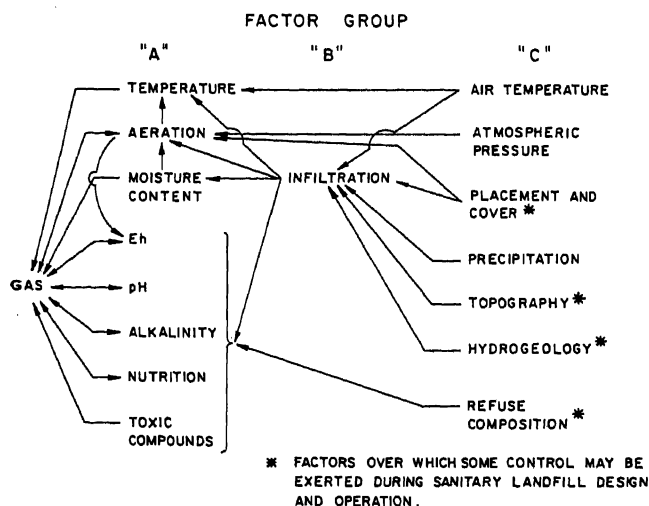 FACTOR GROUP
"A" "B" "C"
TEMPERATURE
AIR TEMPERATURE
AERATION
ATMOSPHERIC
PRESSURE
MOISTURE
CONTENT
INFILTRATION
PLACEMENT AND
COVER *
Eh
PRECIPITATION
GAS
pH
TOPOGRAPHY *
ALKALINITY
HYDROGEOLOGY *
NUTRITION
REFUSE
COMPOSITION *
TOXIC
COMPOUNDS
* FACTORS OVER WHICH SOME CONTROL MAY BE
EXERTED DURING SANITARY LANDFILL DESIGN
AND OPERATION.